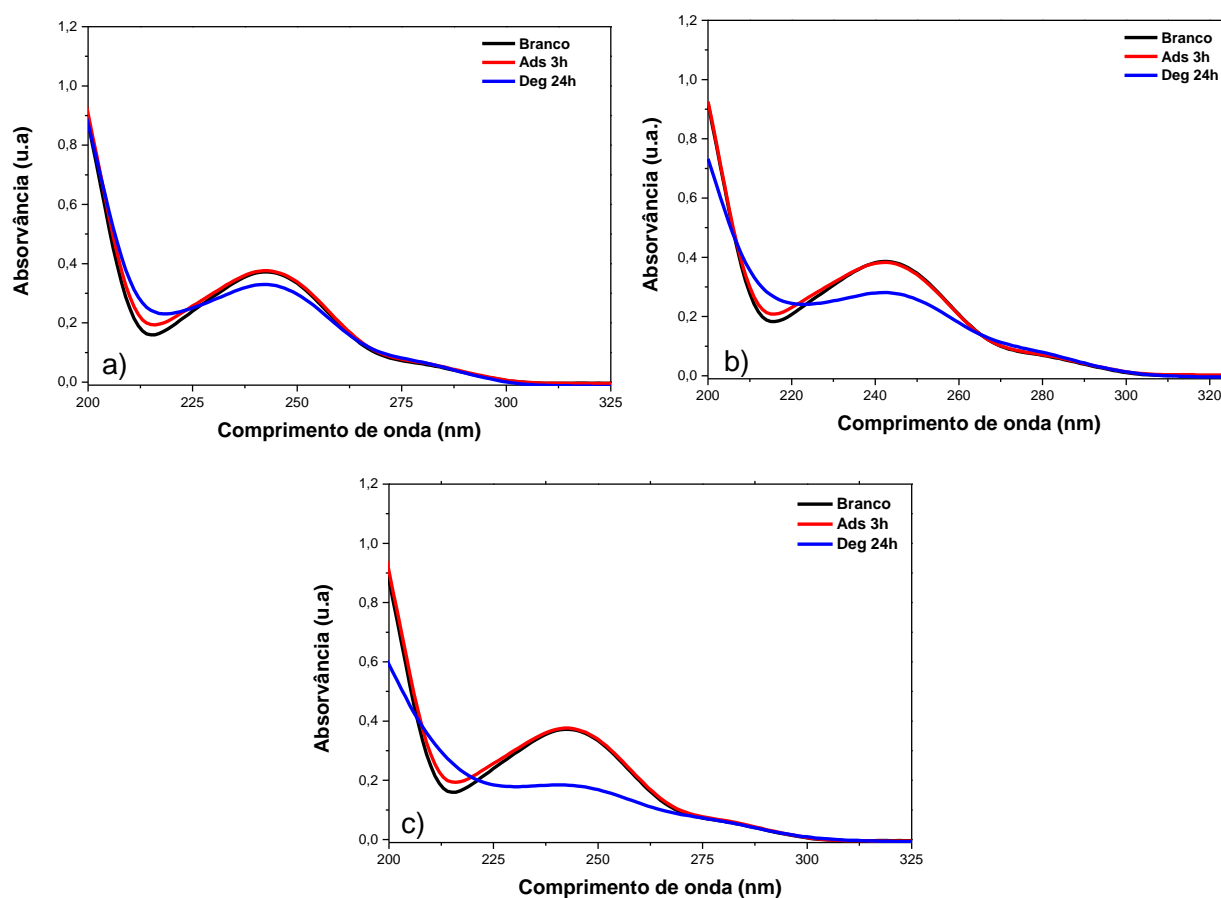 1,2
1,0
0,8
0,6
0,4
0,2
0,0
Absorvância (u.a)
Branco
Ads 3h
Deg 24h
a)
200 225 250 275 300 325
Comprimento de onda (nm)
1,2
1,0
0,8
0,6
0,4
0,2
0,0
Absorvância (u.a.)
Branco
Ads 3h
Deg 24h
b)
200 220 240 260 280 300 320
Comprimento de onda (nm)
1,2
1,0
0,8
0,6
0,4
0,2
0,0
Absorvância (u.a)
Branco
Ads 3h
Deg 24h
c)
200 225 250 275 300 325
Comprimento de onda (nm)